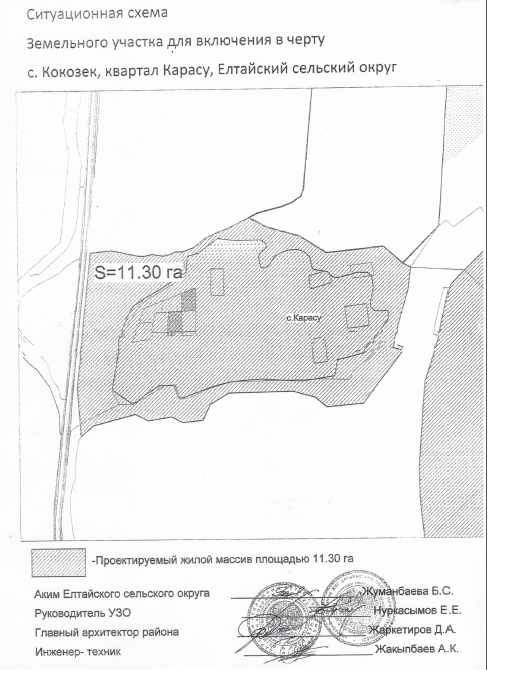 Ситуационная схема
Земельного участка для включения в черту
с. Кокозек, квартал Карасу, Елтайский сельский округ
S=11.30 га
с.Карасу
-Проектируемый жилой массив площадью 11.30 га
Аким Елтайского сельского округа Жуманбаева Б.С.
Руководитель УЗО Нуркасымов Е.Е.
Главный архитектор района Жаркетиров Д.А.
Инженер- техник Жакыпбаев А.К.